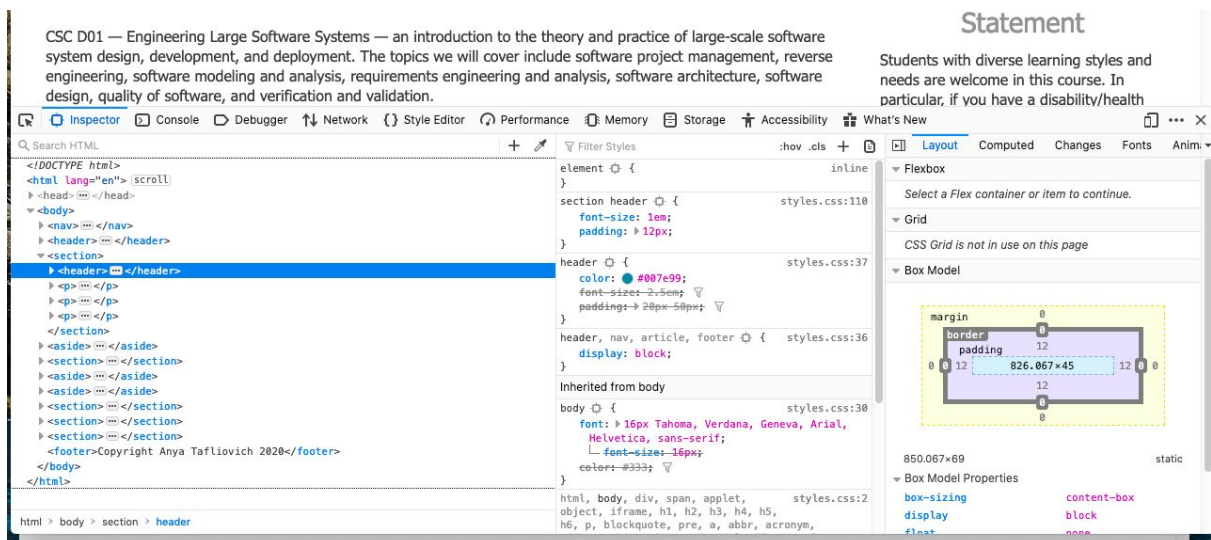 CSC D01 — Engineering Large Software Systems — an introduction to the theory and practice of large-scale software
system design, development, and deployment. The topics we will cover include software project management, reverse
engineering, software modeling and analysis, requirements engineering and analysis, software architecture, software
design, quality of software, and verification and validation.
Statement
Students with diverse learning styles and
needs are welcome in this course. In
particular, if you have a disability/health
Inspector Console Debugger Network {} Style Editor Performance Memory Storage Accessibility What's New
Search HTML
<!DOCTYPE html>
<html lang="en"> scroll
<head> ••• </head>
<body>
<nav> ••• </nav>
<header> ••• </header>
<section>
<header> ••• </header>
<p> ••• </p>
<p> ••• </p>
<p> ••• </p>
</section>
<aside> ••• </aside>
<section> ••• </section>
<aside> ••• </aside>
<aside> ••• </aside>
<section> ••• </section>
<section> ••• </section>
<section> ••• </section>
<footer>Copyright Anya Tafliovich 2020</footer>
</body>
</html>
html > body > section > header
Filter Styles :hov .cls +
element { inline
}
section header { styles.css:110
font-size: 1em;
padding: 12px;
}
header { styles.css:37
color: #007e99;
font-size: 2.5em;
padding: 20px 50px;
}
header, nav, article, footer { styles.css:36
display: block;
}
Inherited from body
body { styles.css:30
font: 16px Tahoma, Verdana, Geneva, Arial,
Helvetica, sans-serif;
font-size: 16px;
color: #333;
}
html, body, div, span, applet, styles.css:2
object, iframe, h1, h2, h3, h4, h5,
h6, p, blockquote, pre, a, abbr, acronym,
Layout Computed Changes Fonts Anim
Flexbox
Select a Flex container or item to continue.
Grid
CSS Grid is not in use on this page
Box Model
margin 0
border 0
padding 12
0 0 12 826.067×45 12 0 0
12
0
0
850.067×69 static
Box Model Properties
box-sizing content-box
display block
float none